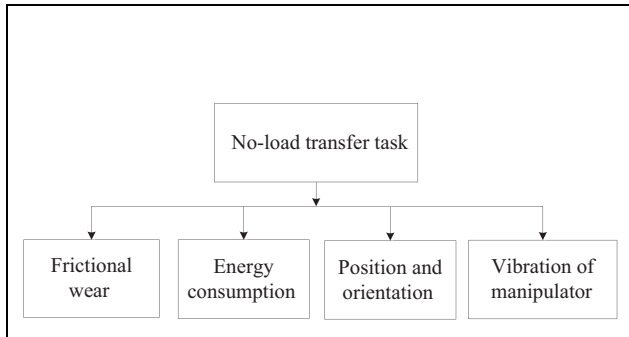 No-load transfer task
Frictional
wear
Energy
consumption
Position and
orientation
Vibration of
manipulator